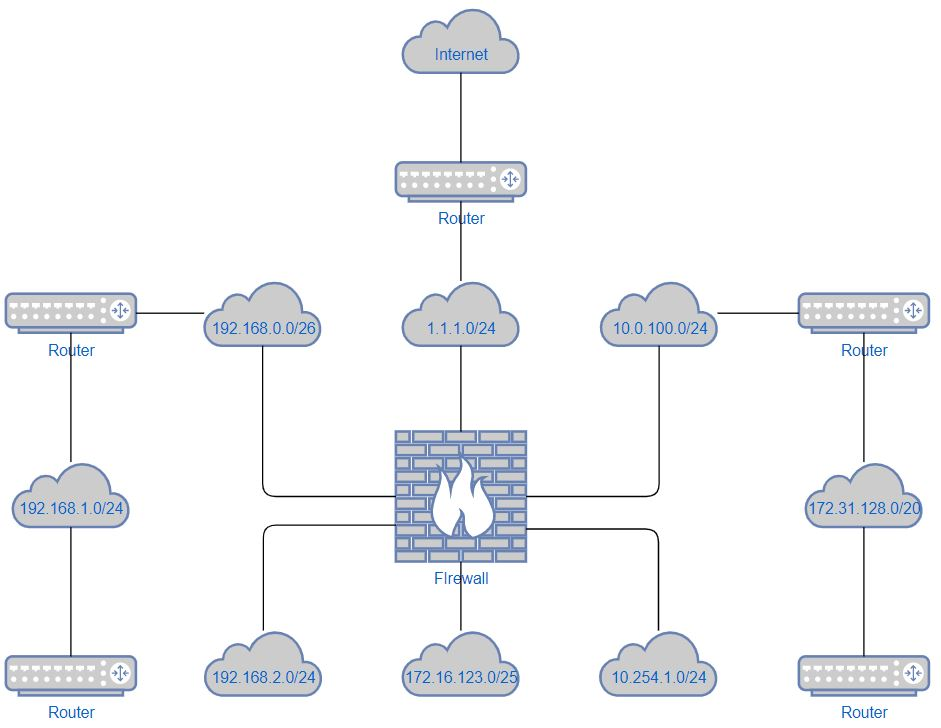 Internet
Router
192.168.0.0/26
1.1.1.0/24
10.0.100.0/24
Router
Router
192.168.1.0/24
172.31.128.0/20
FIrewall
192.168.2.0/24
172.16.123.0/25
10.254.1.0/24
Router
Router